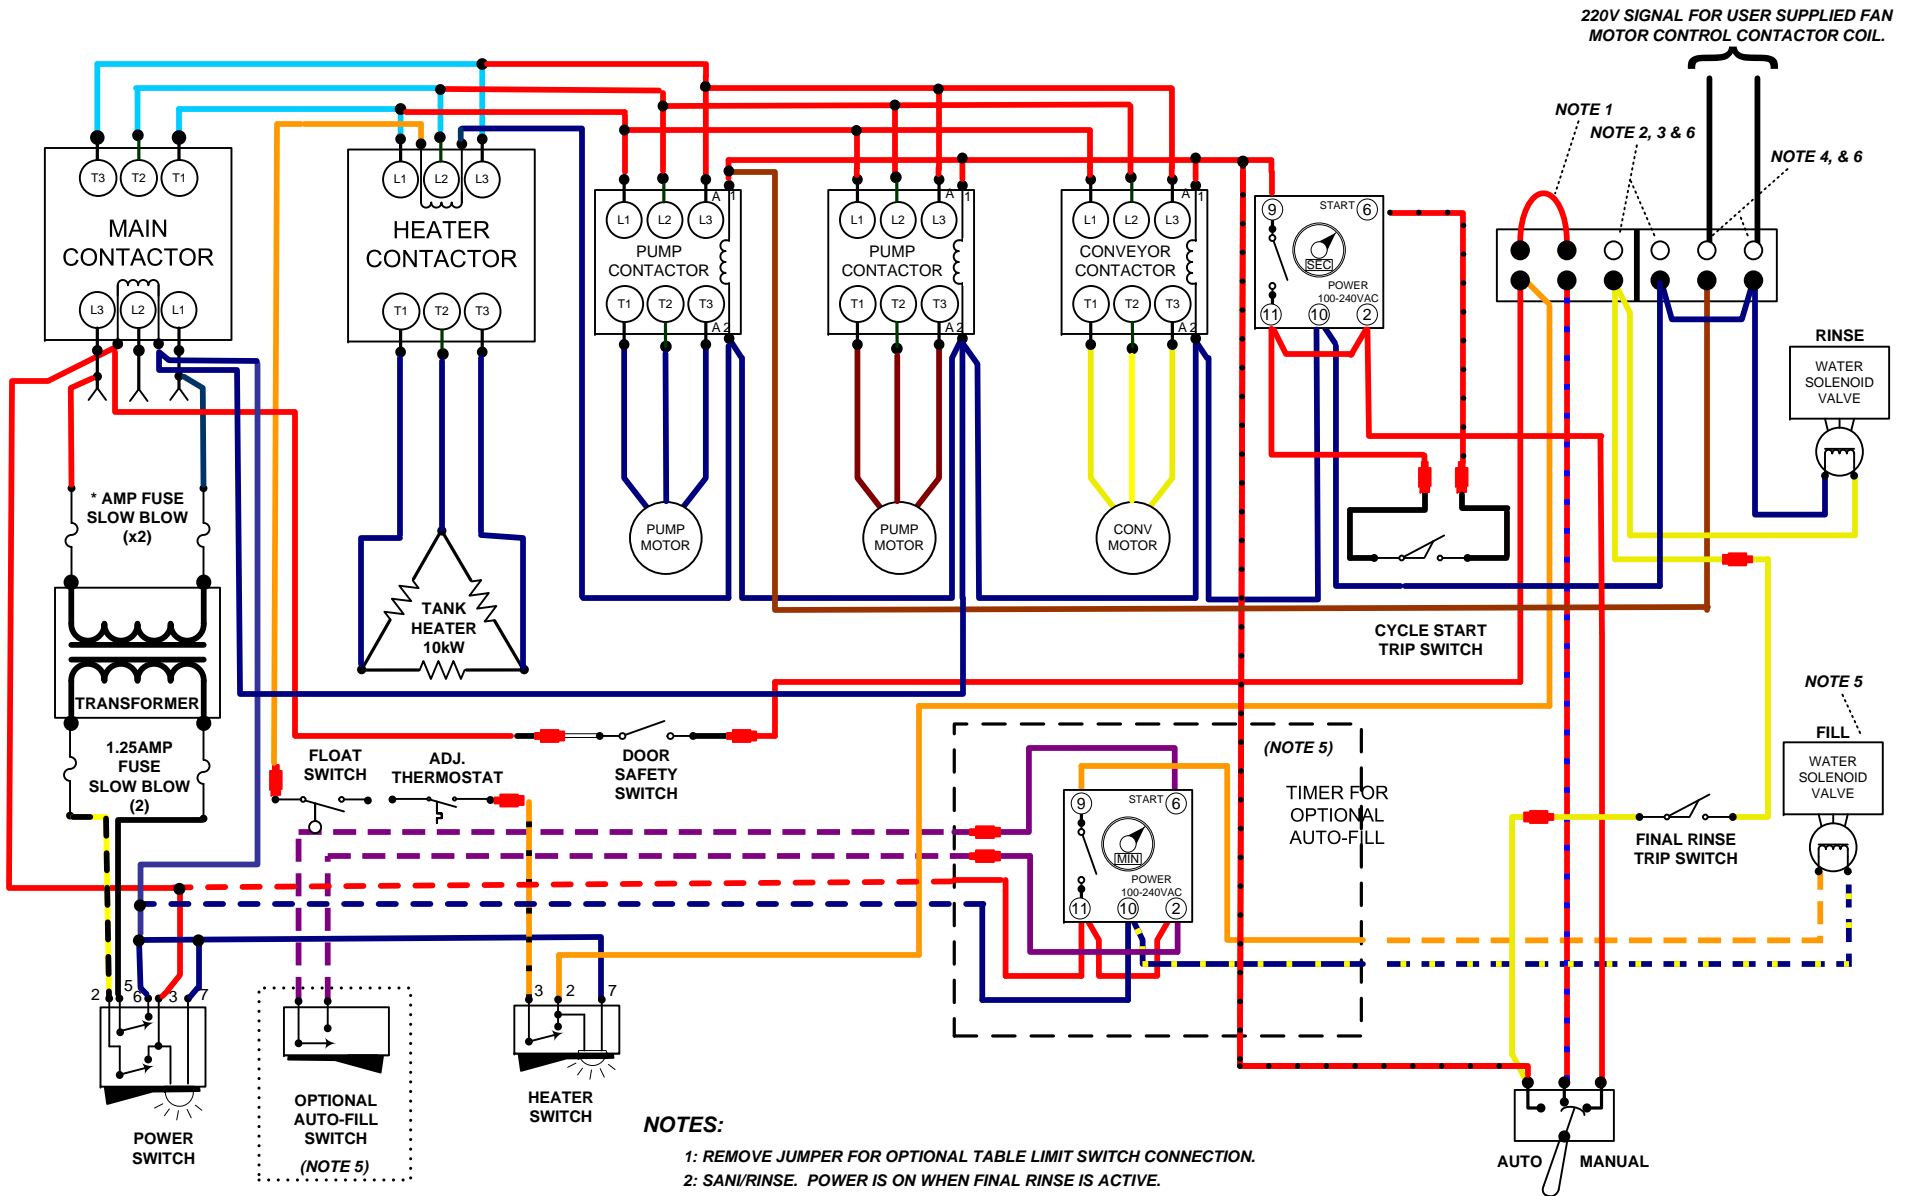 220V SIGNAL FOR USER SUPPLIED FAN
MOTOR CONTROL CONTACTOR COIL.
NOTE 1
NOTE 2, 3 & 6
NOTE 4, & 6
T3
T2
T1
MAIN
CONTACTOR
L3
L2
L1
L1
L2
L3
HEATER
CONTACTOR
T1
T2
T3
A
1
L1
L2
L3
PUMP
CONTACTOR
T1
T2
T3
A
2
A
1
L1
L2
L3
PUMP
CONTACTOR
T1
T2
T3
A
2
A
1
L1
L2
L3
CONVEYOR
CONTACTOR
T1
T2
T3
A
2
9
START
6
SEC
POWER
100-240VAC
11
10
2
RINSE
WATER
SOLENOID
VALVE
* AMP FUSE
SLOW BLOW
(x2)
PUMP
MOTOR
PUMP
MOTOR
CONV
MOTOR
TANK
HEATER
10kW
CYCLE START
TRIP SWITCH
TRANSFORMER
1.25AMP
FUSE
SLOW BLOW
(2)
FLOAT
SWITCH
ADJ.
THERMOSTAT
DOOR
SAFETY
SWITCH
(NOTE 5)
TIMER FOR
OPTIONAL
AUTO-FILL
9
START
6
MIN
POWER
100-240VAC
11
10
2
NOTE 5
FILL
WATER
SOLENOID
VALVE
FINAL RINSE
TRIP SWITCH
2
5
6
3
7
POWER
SWITCH
OPTIONAL
AUTO-FILL
SWITCH
(NOTE 5)
3
2
7
HEATER
SWITCH
AUTO
MANUAL
NOTES:
1: REMOVE JUMPER FOR OPTIONAL TABLE LIMIT SWITCH CONNECTION.
2: SANI/RINSE. POWER IS ON WHEN FINAL RINSE IS ACTIVE.